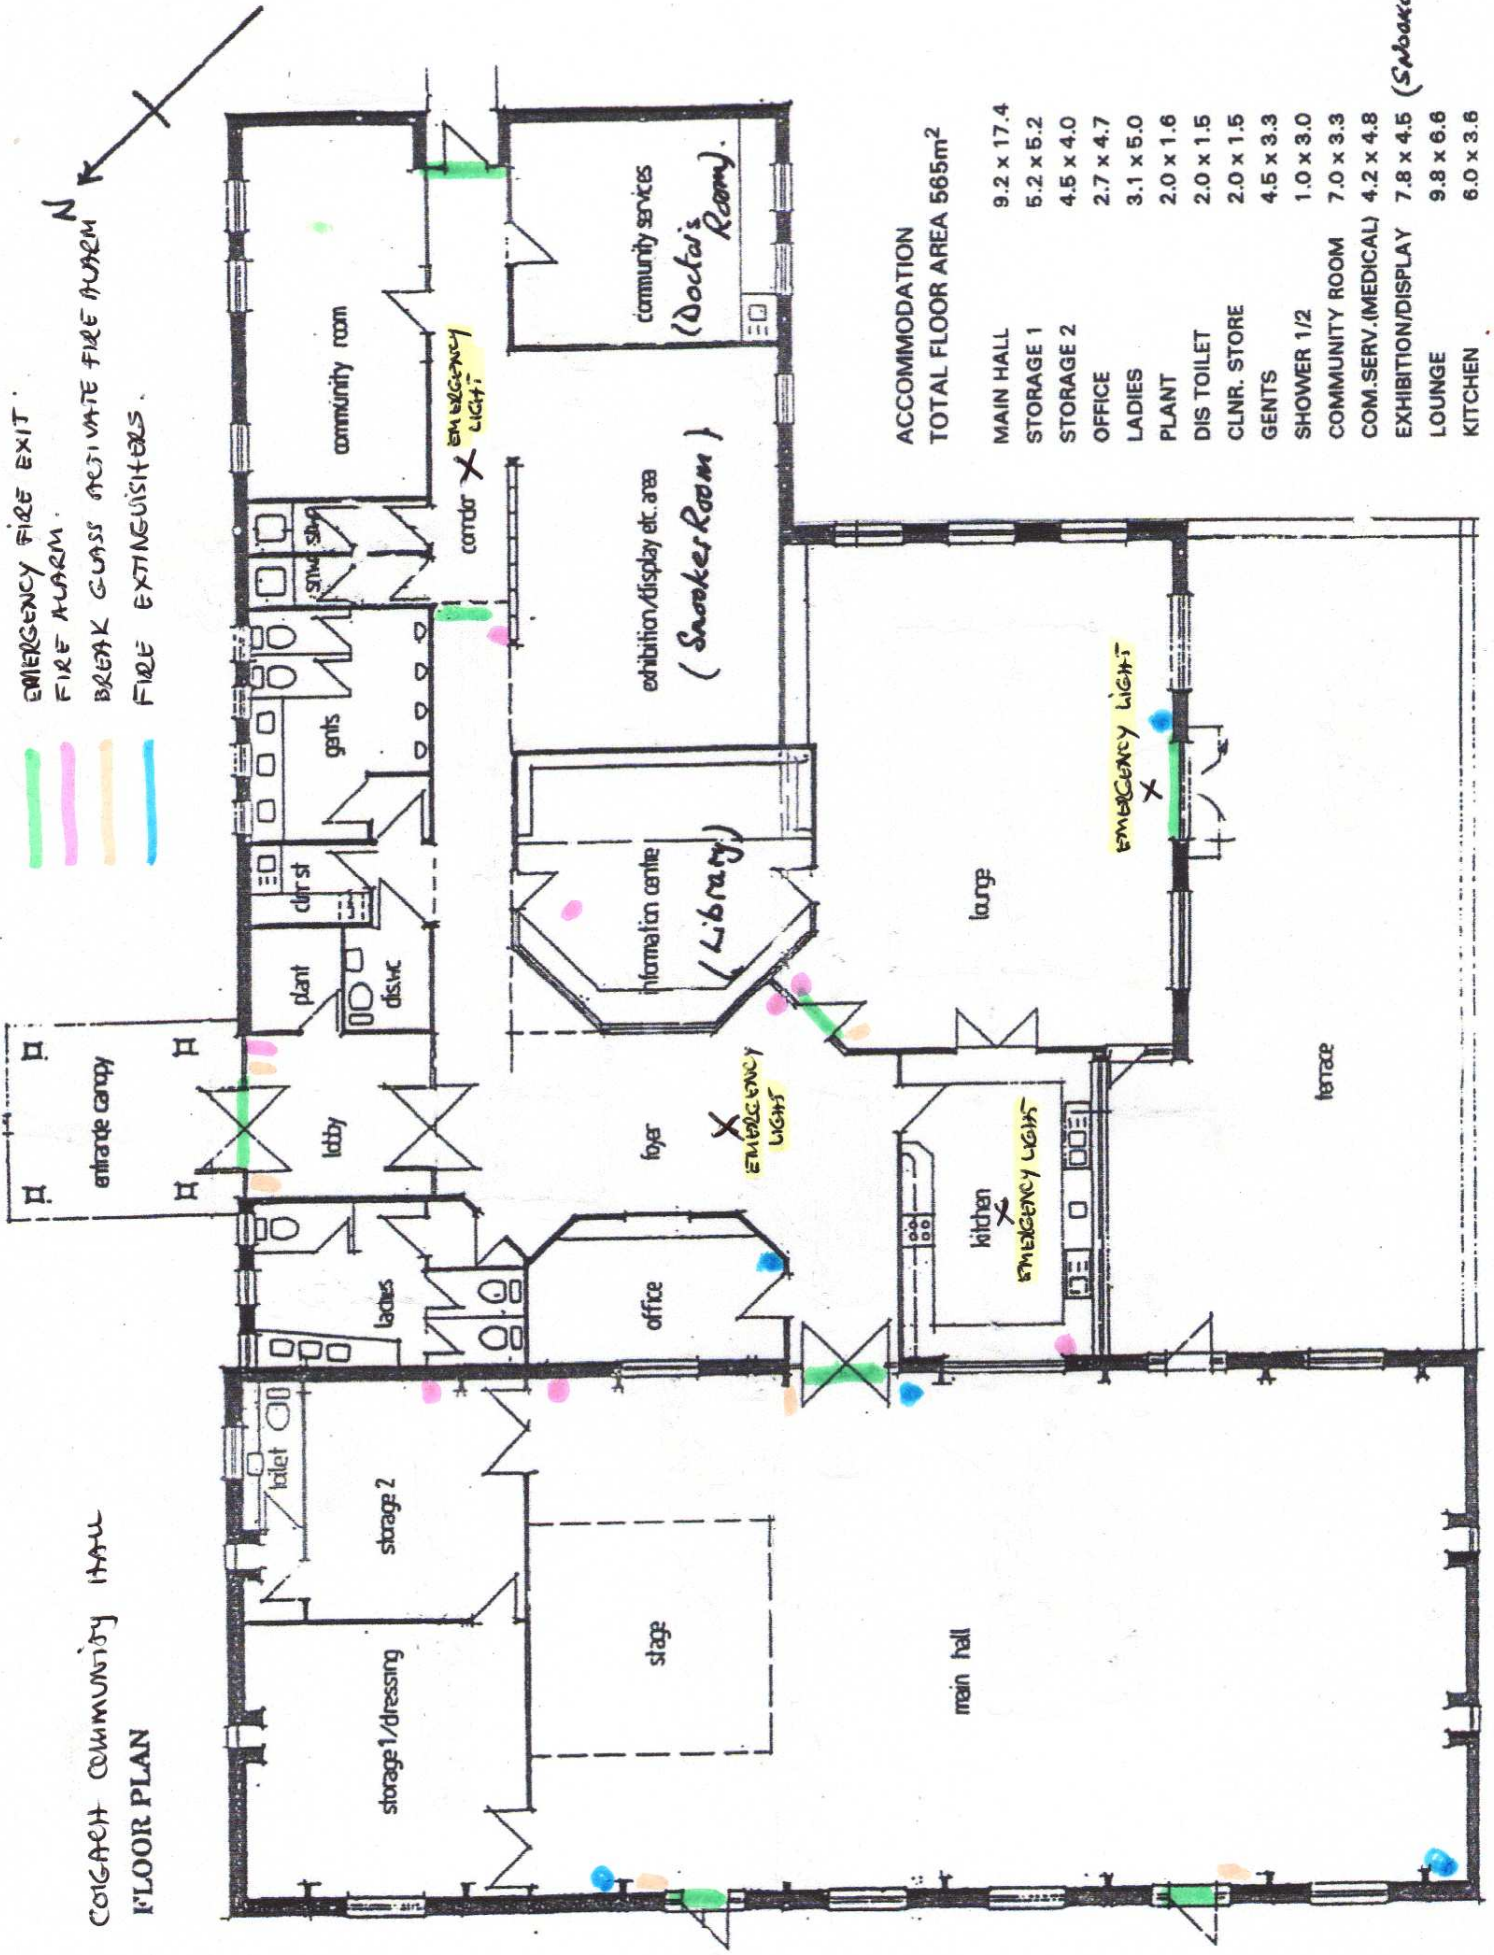 COIGACH COMMUNITY HALL
FLOOR PLAN
EMERGENCY FIRE EXIT.
FIRE ALARM.
BREAK GLASS ACTIVATE FIRE ALARM
FIRE EXTINGUISHERS.
N
entrance canopy
toilet
storage 1/dressing
storage 2
ladies
lobby
plant
dis.wc
clnr st
gents
shwr
shwr
community room
corridor
EMERGENCY
LIGHT
stage
office
foyer
EMERGENCY
LIGHT
information centre
(Library)
exhibition/display etc. area
(Snooker Room)
community services
(Doctor's
Room).
main hall
kitchen
EMERGENCY LIGHT
lounge
EMERGENCY LIGHT
terrace
ACCOMMODATION
TOTAL FLOOR AREA 565m²
MAIN HALL 9.2 x 17.4
STORAGE 1 5.2 x 5.2
STORAGE 2 4.5 x 4.0
OFFICE 2.7 x 4.7
LADIES 3.1 x 5.0
PLANT 2.0 x 1.6
DIS TOILET 2.0 x 1.5
CLNR. STORE 2.0 x 1.5
GENTS 4.5 x 3.3
SHOWER 1/2 1.0 x 3.0
COMMUNITY ROOM 7.0 x 3.3
COM.SERV.(MEDICAL) 4.2 x 4.8
EXHIBITION/DISPLAY 7.8 x 4.5
LOUNGE 9.8 x 6.6
KITCHEN 6.0 x 3.6